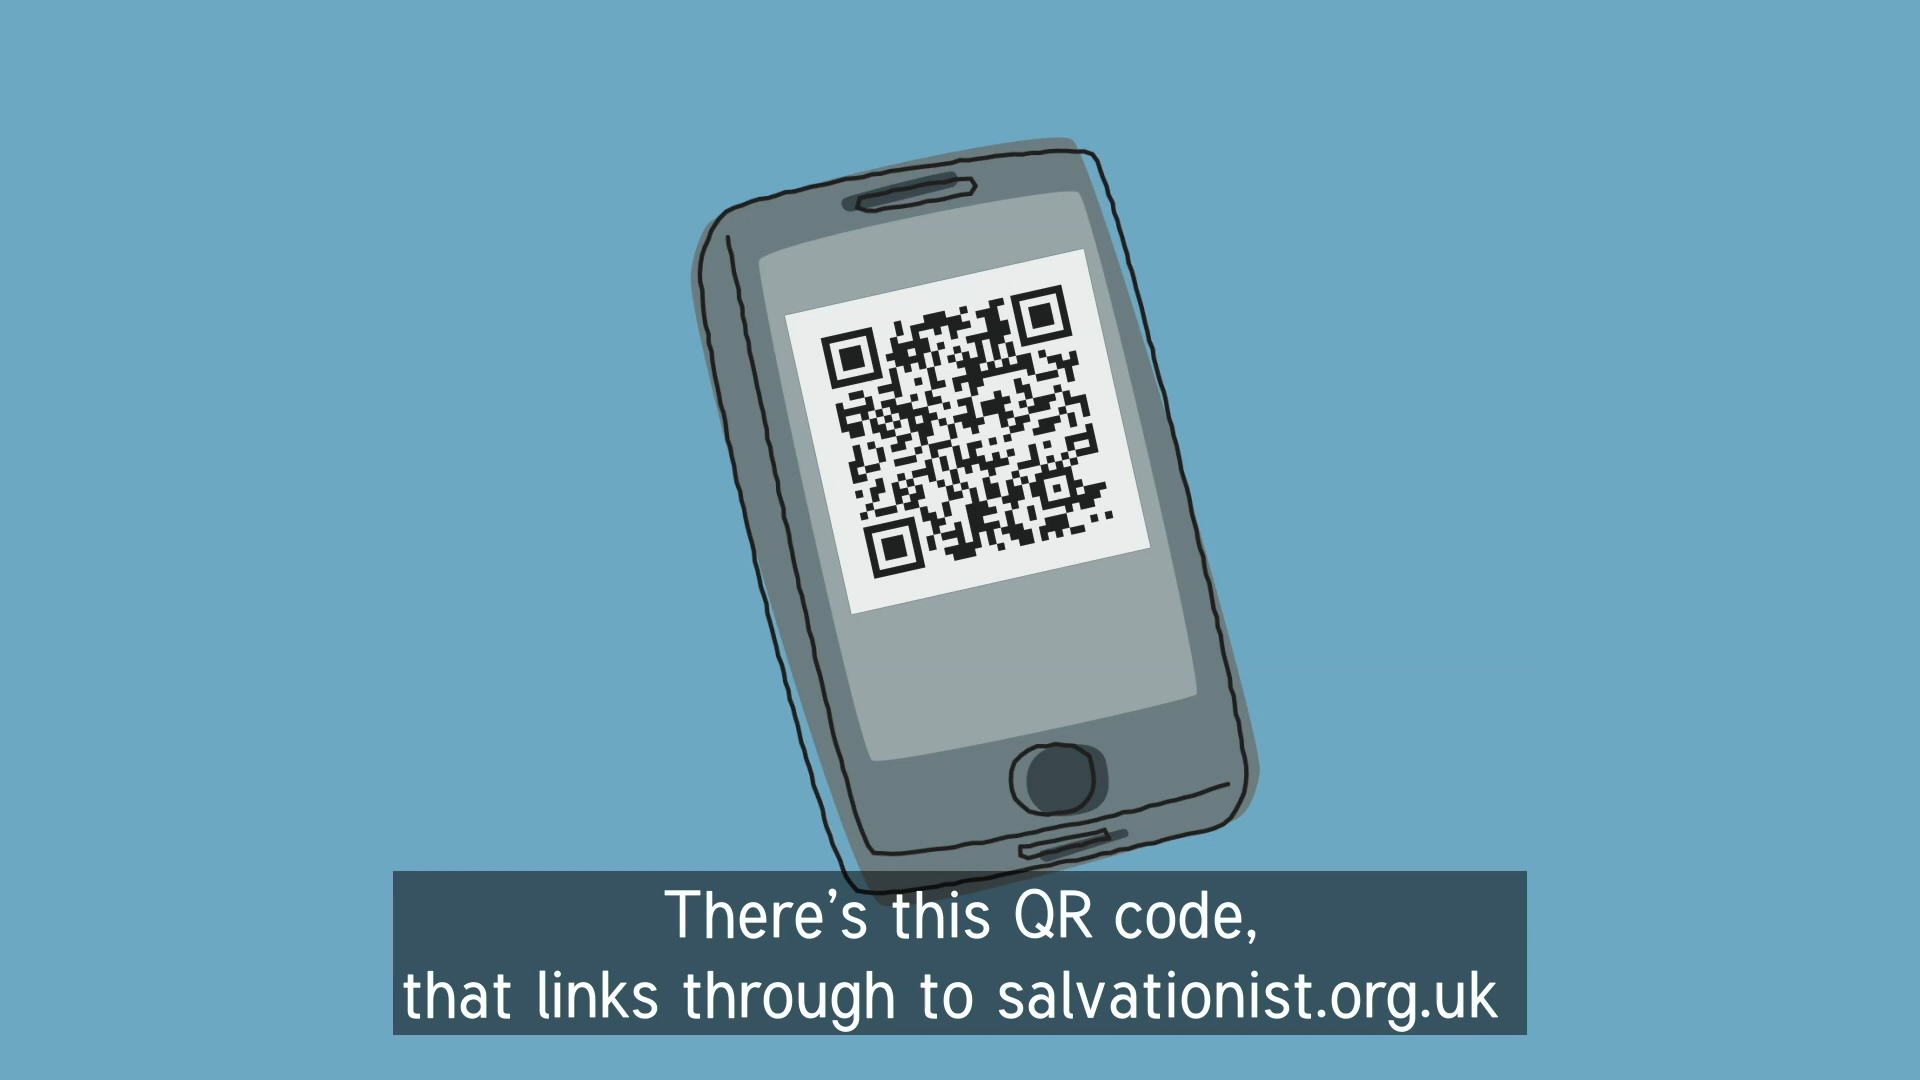 There's this QR code,
that links through to salvationist.org.uk